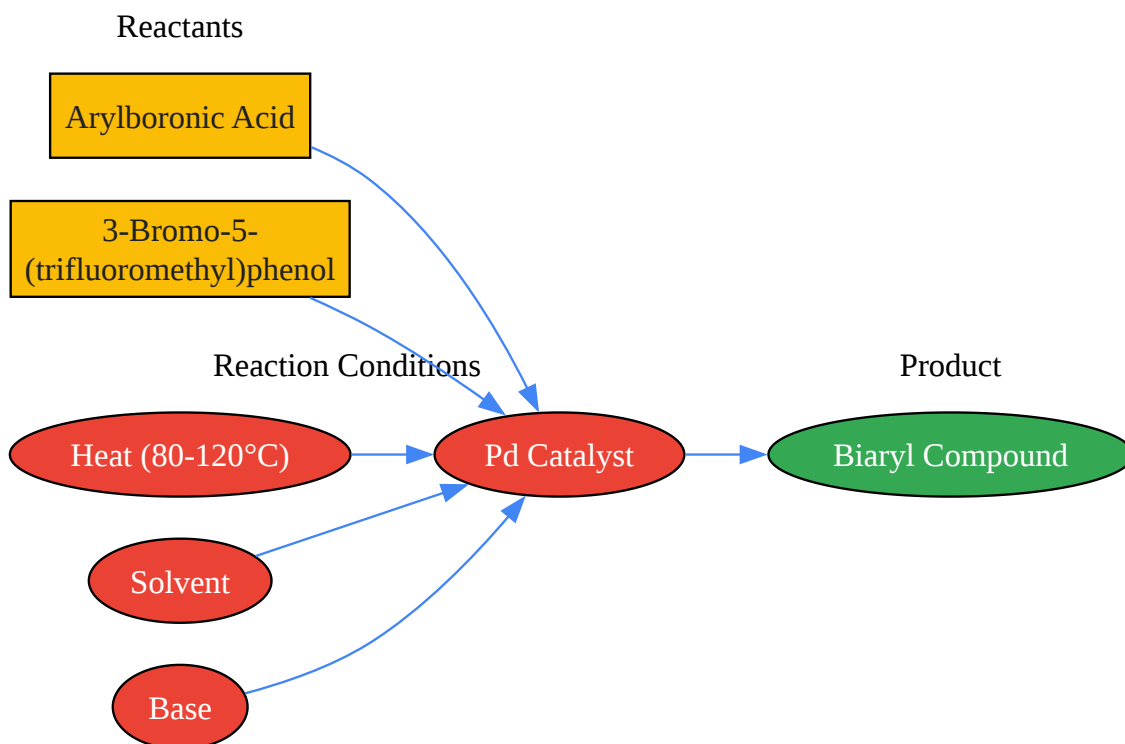 Reactants
Arylboronic Acid
3-Bromo-5-
(trifluoromethyl)phenol
Reaction Conditions
Product
Heat (80-120°C)
Pd Catalyst
Biaryl Compound
Solvent
Base